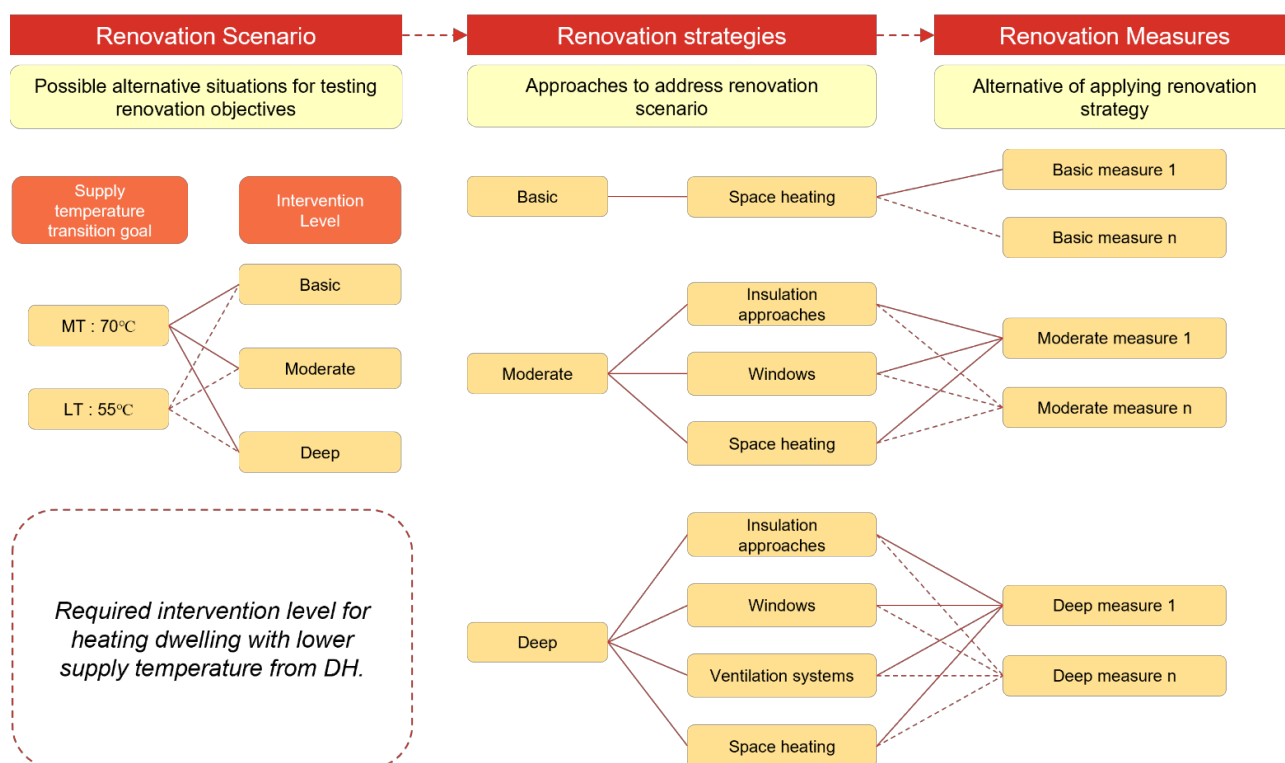 Renovation Scenario
Renovation strategies
Renovation Measures
Possible alternative situations for testing
renovation objectives
Approaches to address renovation
scenario
Alternative of applying renovation
strategy
Supply
temperature
transition goal
Intervention
Level
MT : 70℃
LT : 55℃
Basic
Moderate
Deep
Required intervention level for
heating dwelling with lower
supply temperature from DH.
Basic
Space heating
Basic measure 1
Basic measure n
Moderate
Insulation
approaches
Windows
Space heating
Moderate measure 1
Moderate measure n
Deep
Insulation
approaches
Windows
Ventilation systems
Space heating
Deep measure 1
Deep measure n